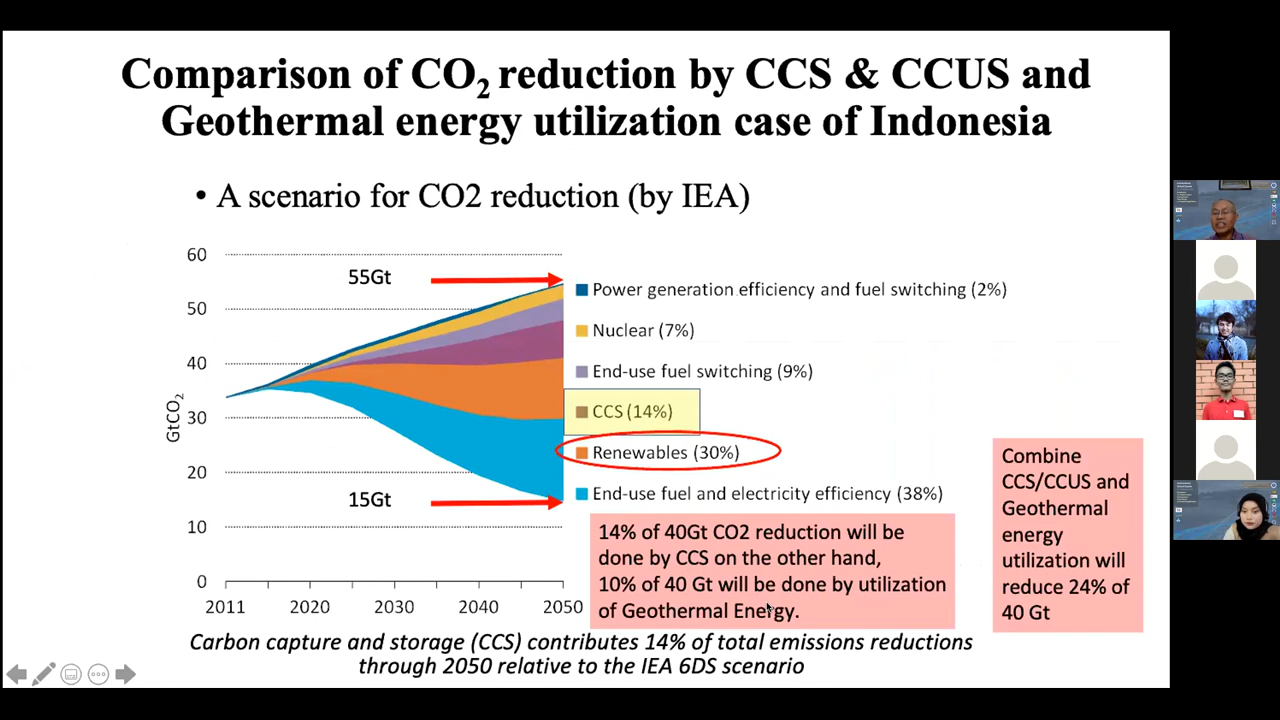 Comparison of CO₂ reduction by CCS & CCUS and
Geothermal energy utilization case of Indonesia
• A scenario for CO2 reduction (by IEA)
60
50
40
30
20
10
0
GtCO₂
2011
2020
2030
2040
2050
55Gt
15Gt
Power generation efficiency and fuel switching (2%)
Nuclear (7%)
End-use fuel switching (9%)
CCS (14%)
Renewables (30%)
End-use fuel and electricity efficiency (38%)
14% of 40Gt CO2 reduction will be
done by CCS on the other hand,
10% of 40 Gt will be done by utilization
of Geothermal Energy.
Combine
CCS/CCUS and
Geothermal
energy
utilization will
reduce 24% of
40 Gt
Carbon capture and storage (CCS) contributes 14% of total emissions reductions
through 2050 relative to the IEA 6DS scenario